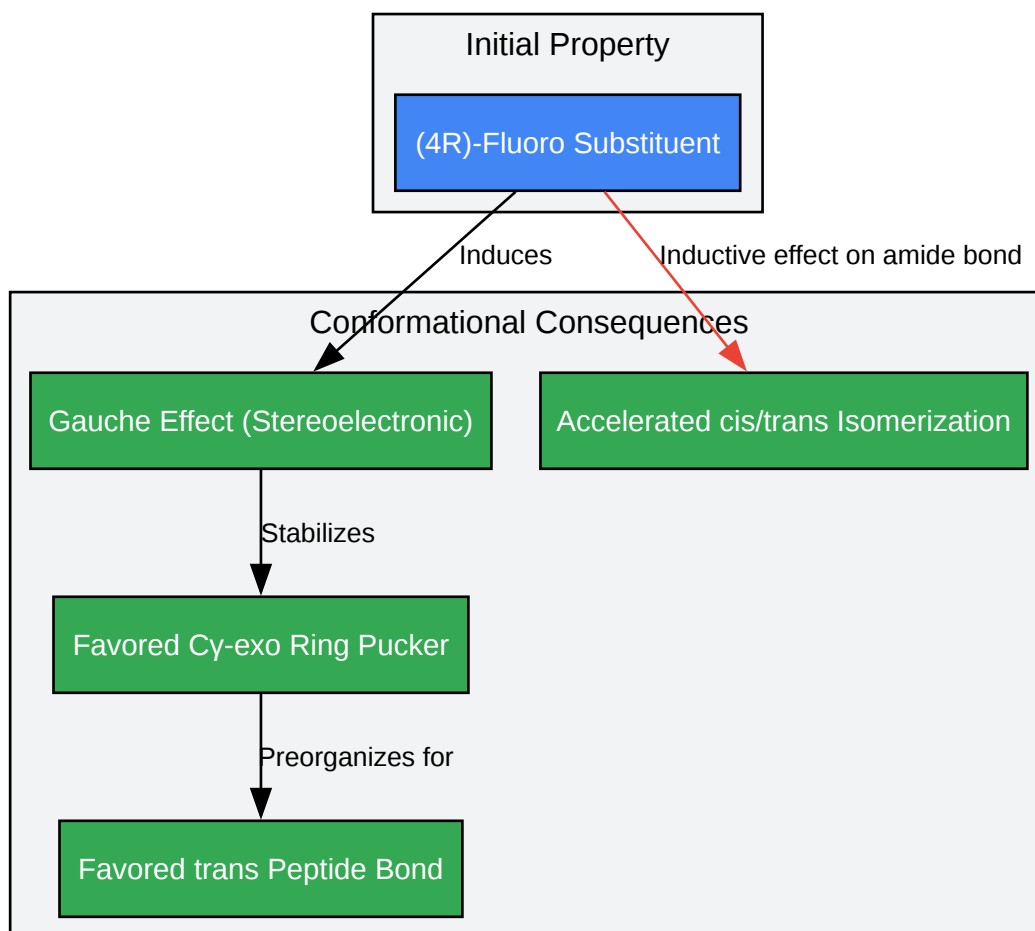 Initial Property
(4R)-Fluoro Substituent
Induces
Inductive effect on amide bond
Conformational Consequences
Gauche Effect (Stereoelectronic)
Accelerated cis/trans Isomerization
Stabilizes
Favored Cγ-exo Ring Pucker
Preorganizes for
Favored trans Peptide Bond